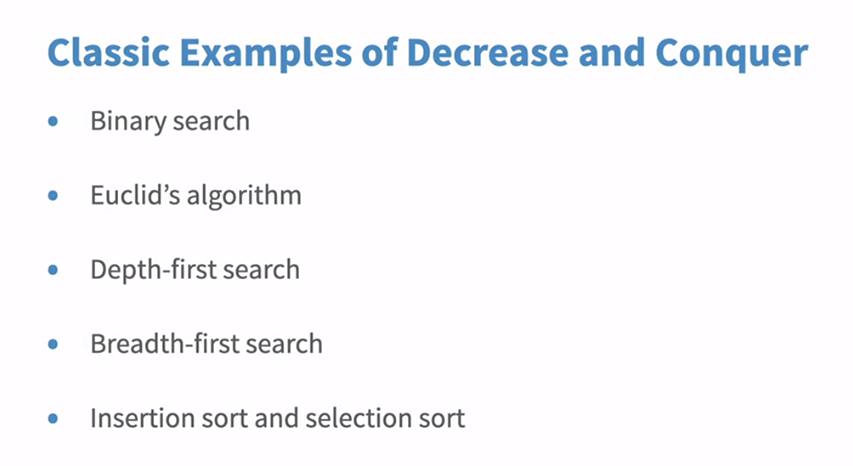 Classic Examples of Decrease and Conquer
• Binary search
• Euclid’s algorithm
• Depth-first search
• Breadth-first search
• Insertion sort and selection sort